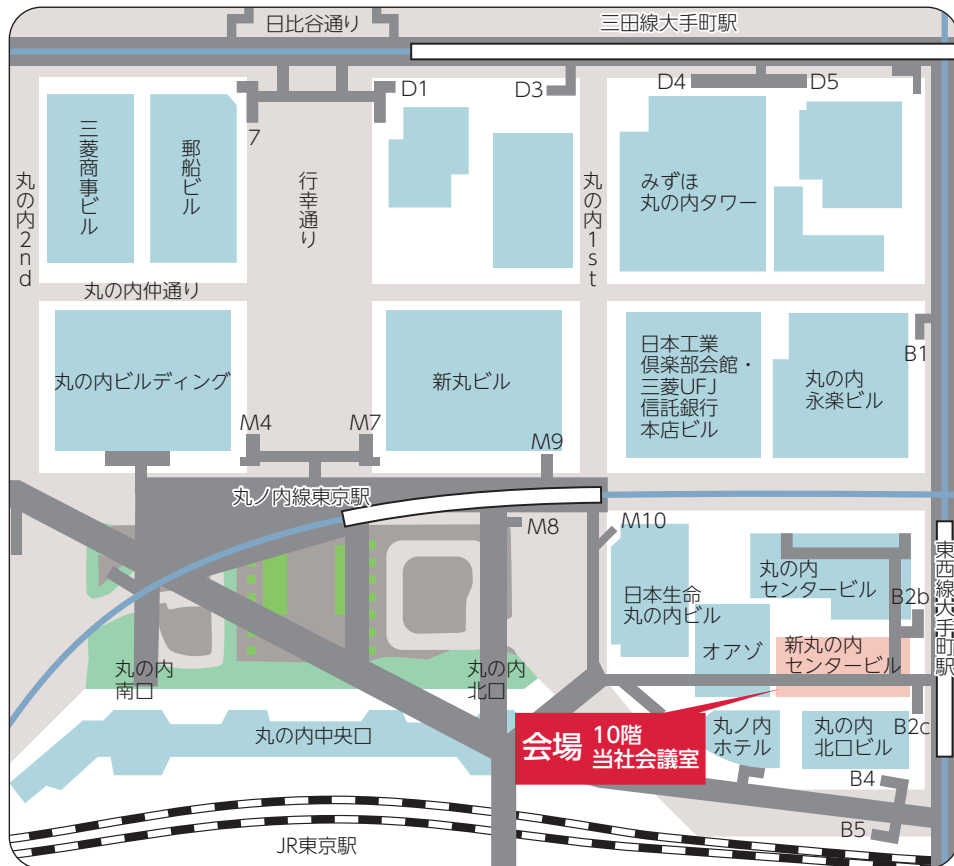 日比谷通り
三田線大手町駅
D1
D3
D4
D5
7
三菱商事ビル
郵船ビル
行幸通り
丸の内2nd
丸の内1st
みずほ
丸の内タワー
丸の内仲通り
丸の内ビルディング
新丸ビル
日本工業
倶楽部会館・
三菱UFJ
信託銀行
本店ビル
丸の内
永楽ビル
B1
M4
M7
M9
丸ノ内線東京駅
M8
M10
日本生命
丸の内ビル
丸の内
センタービル
東西線大手町駅
B2b
オアゾ
新丸の内
センタービル
丸の内
南口
丸の内
北口
丸の内中央口
会場 10階
当社会議室
丸ノ内
ホテル
丸の内
北口ビル
B2c
B4
B5
JR東京駅